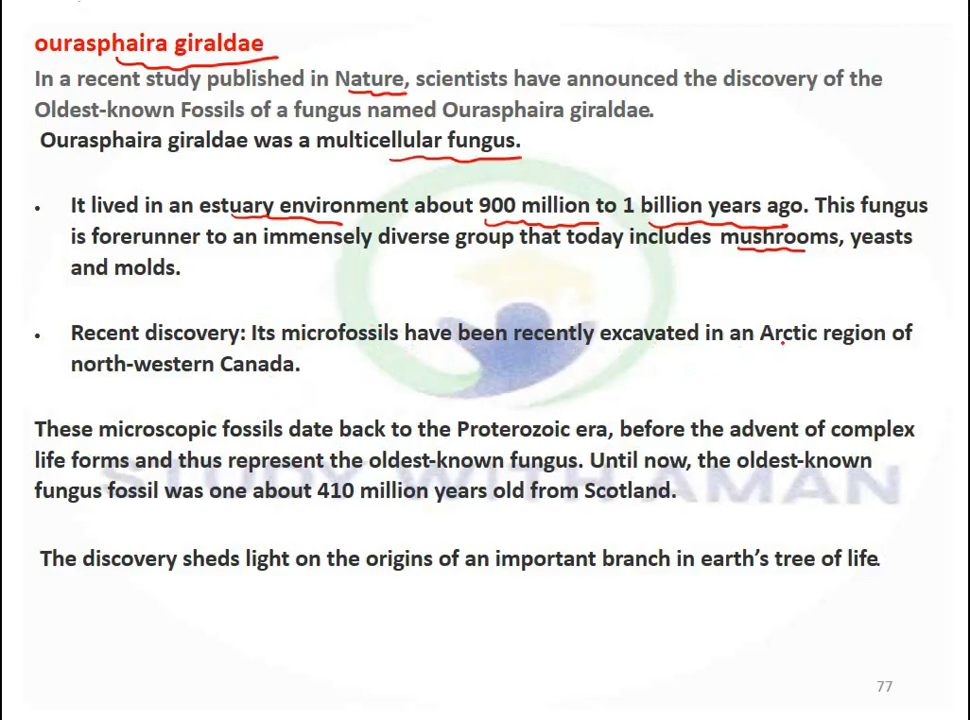 ourasphaira giraldae
In a recent study published in Nature, scientists have announced the discovery of the
Oldest-known Fossils of a fungus named Ourasphaira giraldae.
Ourasphaira giraldae was a multicellular fungus.
• It lived in an estuary environment about 900 million to 1 billion years ago. This fungus
is forerunner to an immensely diverse group that today includes mushrooms, yeasts
and molds.
• Recent discovery: Its microfossils have been recently excavated in an Arctic region of
north-western Canada.
These microscopic fossils date back to the Proterozoic era, before the advent of complex
life forms and thus represent the oldest-known fungus. Until now, the oldest-known
STUDY WITH AMAN
fungus fossil was one about 410 million years old from Scotland.
The discovery sheds light on the origins of an important branch in earth's tree of life.
77